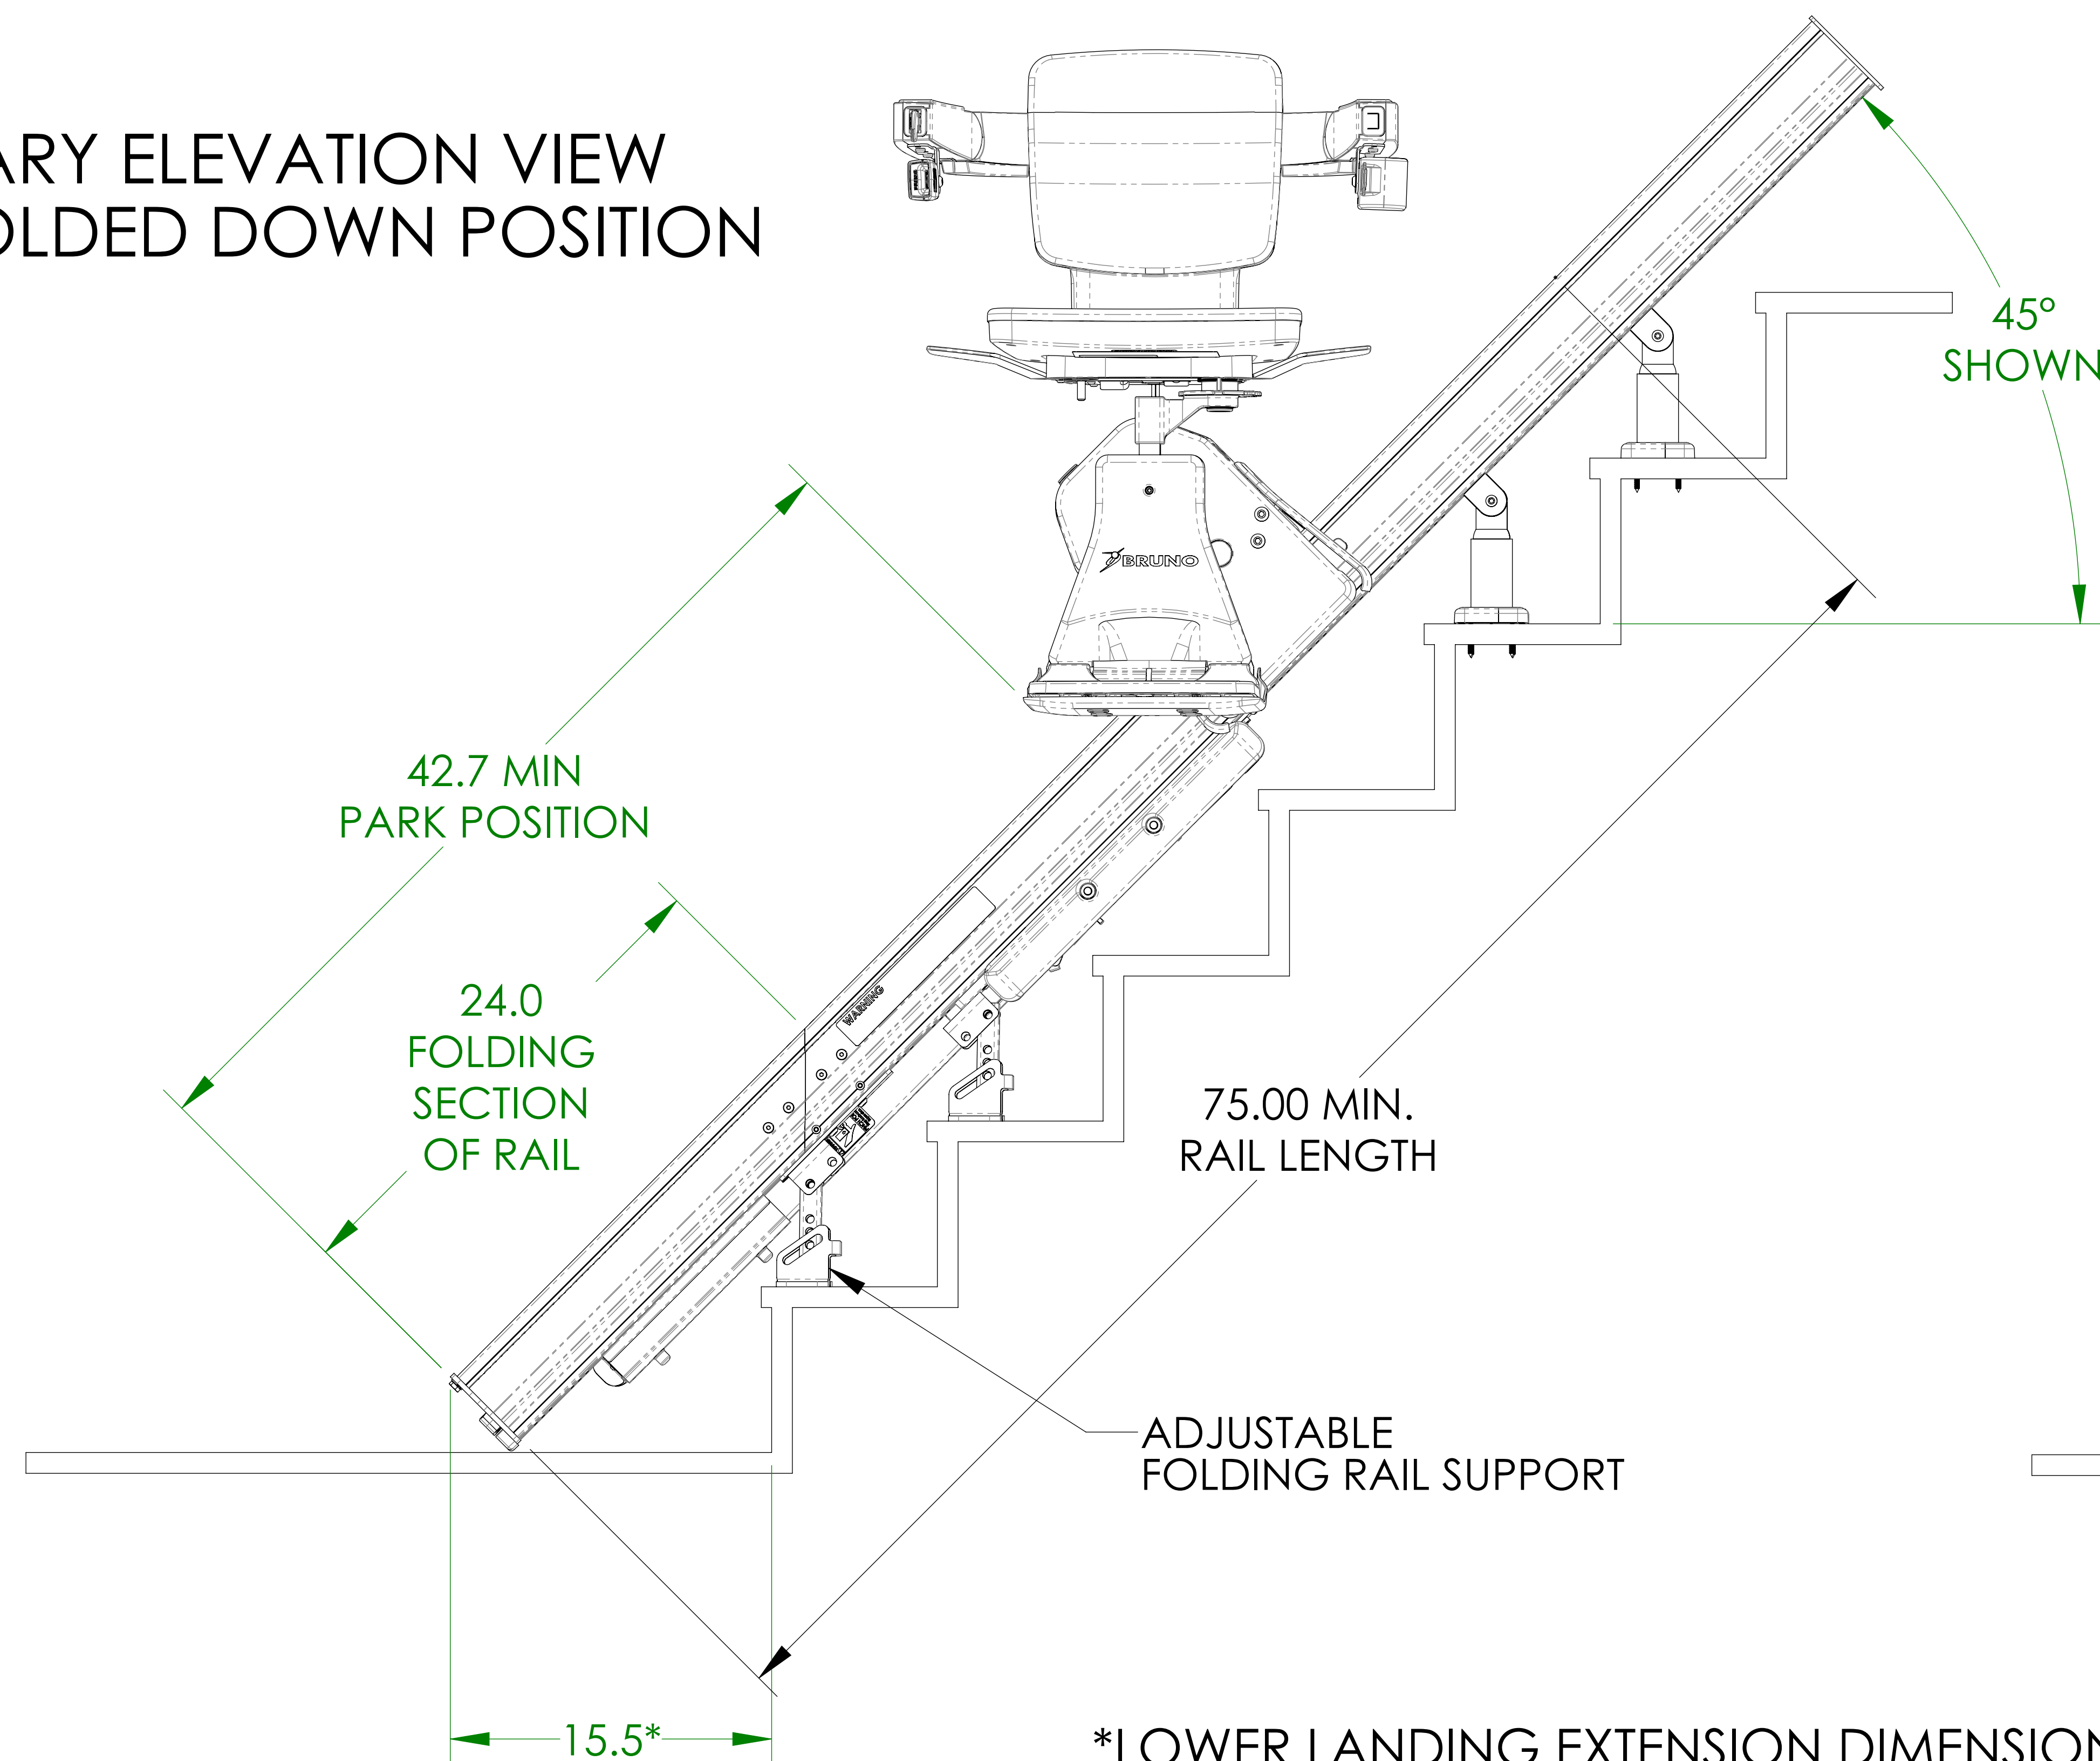 ARY ELEVATION VIEW
OLDED DOWN POSITION
45°
SHOWN
BRUNO
42.7 MIN
PARK POSITION
24.0
FOLDING
SECTION
OF RAIL
WARNING
75.00 MIN.
RAIL LENGTH
ADJUSTABLE
FOLDING RAIL SUPPORT
15.5*
*LOWER LANDING EXTENSION DIMENSION